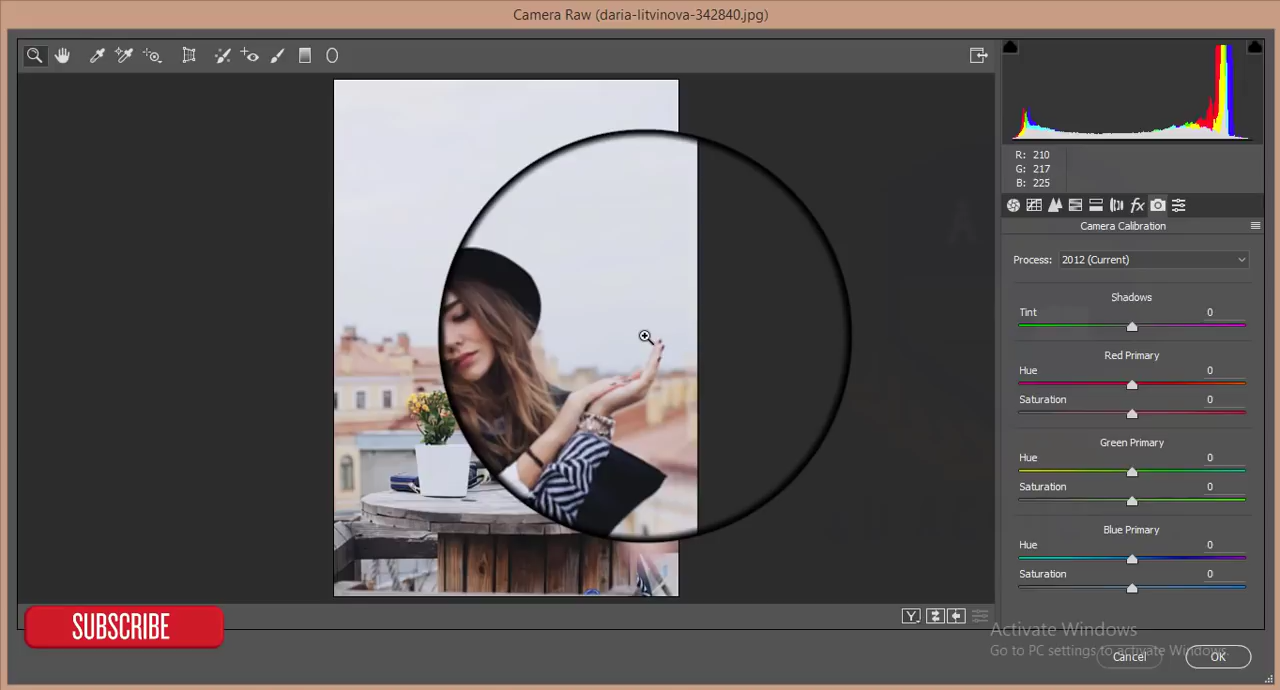 Camera Raw (daria-litvinova-342840.jpg)
R: 210
G: 217
B: 225
fx
Camera Calibration
Process: 2012 (Current)
Shadows
Tint 0
Red Primary
Hue 0
Saturation 0
Green Primary
Hue 0
Saturation 0
Blue Primary
Hue 0
Saturation 0
Y
SUBSCRIBE
Activate Windows
Go to PC settings to activate Windows.
Cancel
OK